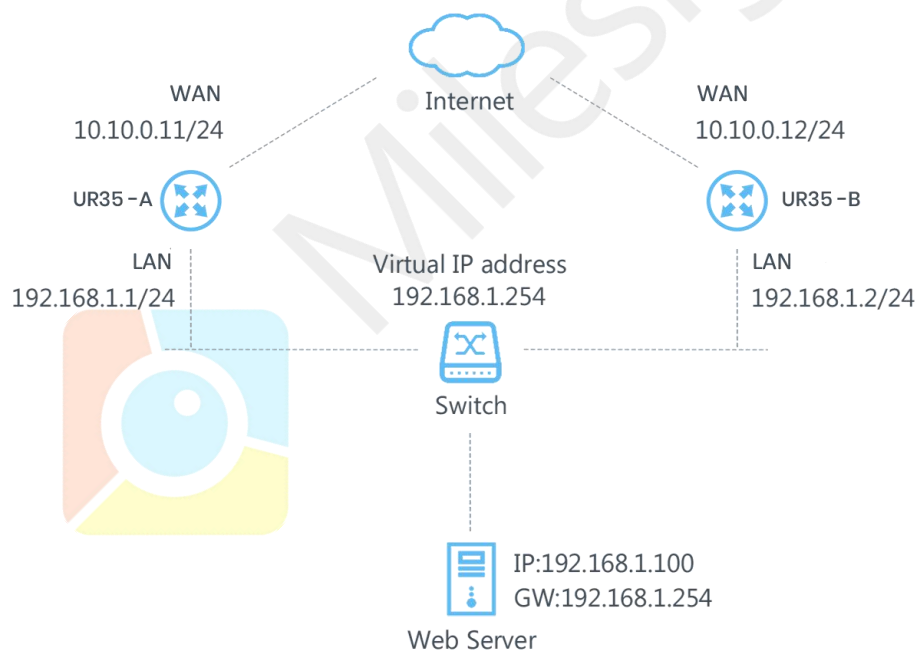 Internet
WAN
10.10.0.11/24
WAN
10.10.0.12/24
UR35-A
UR35-B
LAN
192.168.1.1/24
Virtual IP address
192.168.1.254
LAN
192.168.1.2/24
Switch
IP:192.168.1.100
GW:192.168.1.254
Web Server